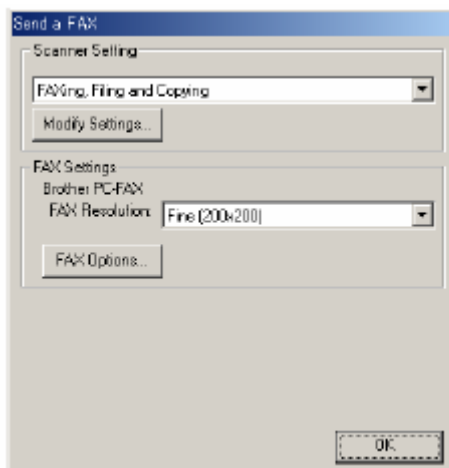 Send a FAX
Scanner Setting
FAXing, Filing and Copying
Modify Settings...
FAX Settings
Brother PC-FAX
FAX Resolution: Fine (200x200)
FAX Options...
OK